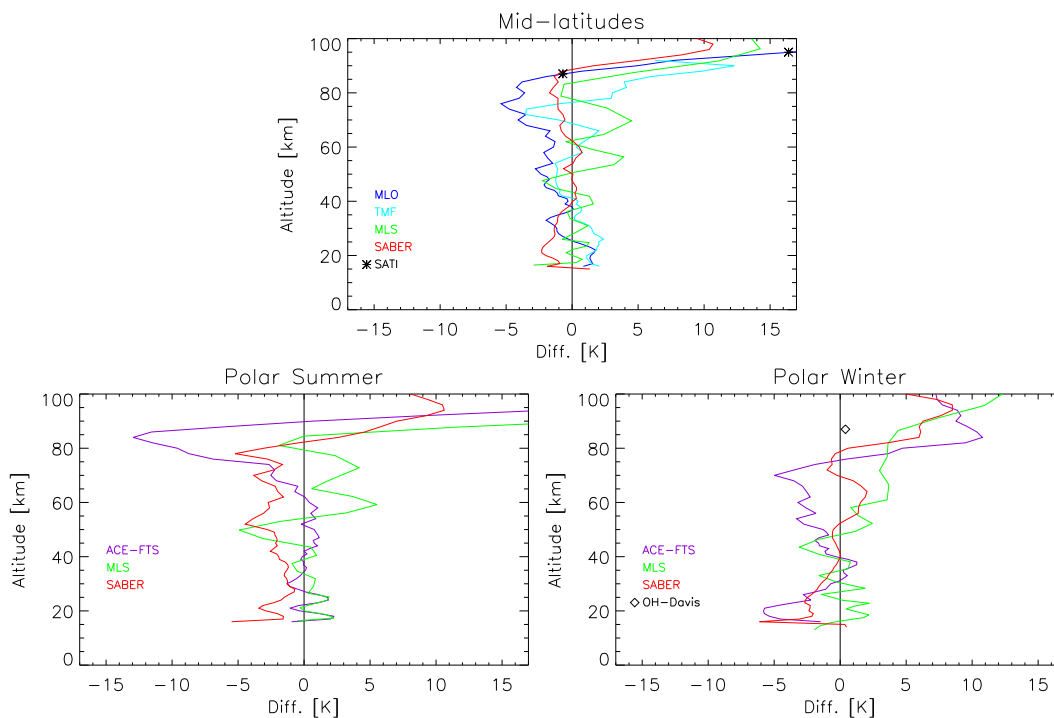 Mid-latitudes
100
80
60
40
20
0
Altitude [km]
MLO
TMF
MLS
SABER
SATI
-15 -10 -5 0 5 10 15
Diff. [K]
Polar Summer
100
80
60
40
20
0
Altitude [km]
ACE-FTS
MLS
SABER
-15 -10 -5 0 5 10 15
Diff. [K]
Polar Winter
100
80
60
40
20
0
Altitude [km]
ACE-FTS
MLS
SABER
OH-Davis
-15 -10 -5 0 5 10 15
Diff. [K]